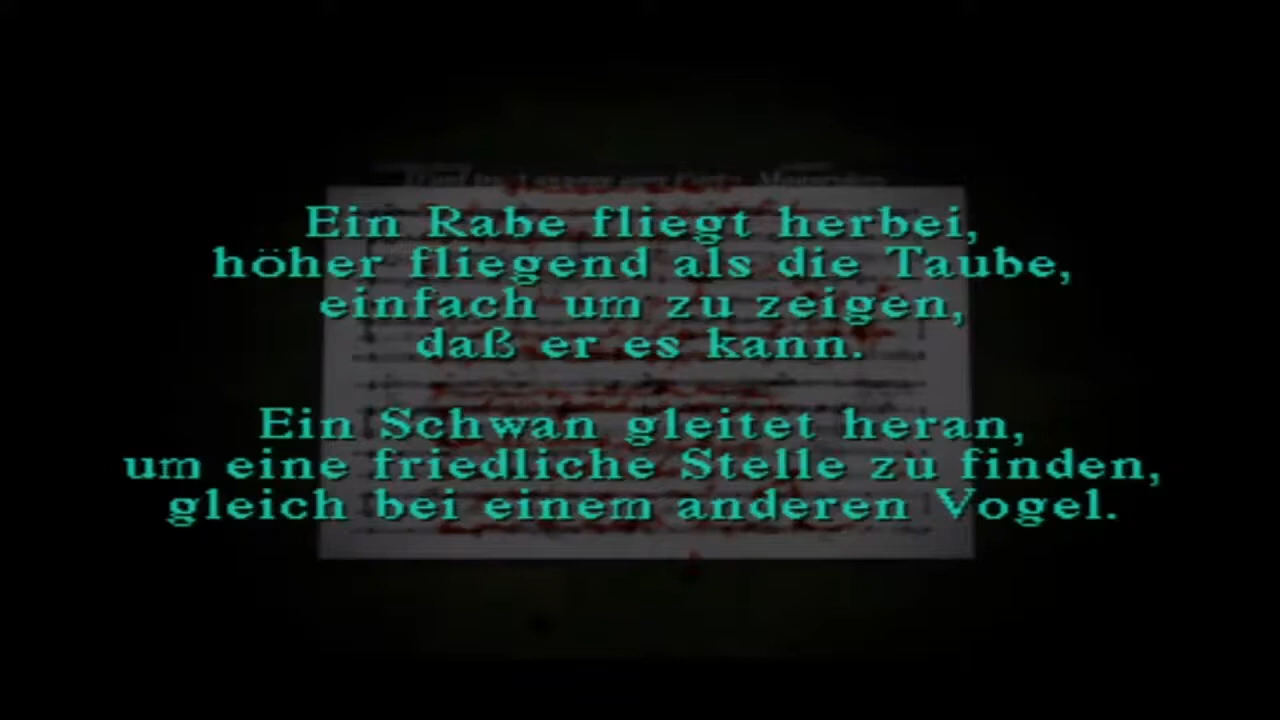 Ein Rabe fliegt herbei,
höher fliegend als die Taube,
einfach um zu zeigen,
daß er es kann.
Ein Schwan gleitet heran,
um eine friedliche Stelle zu finden,
gleich bei einem anderen Vogel.